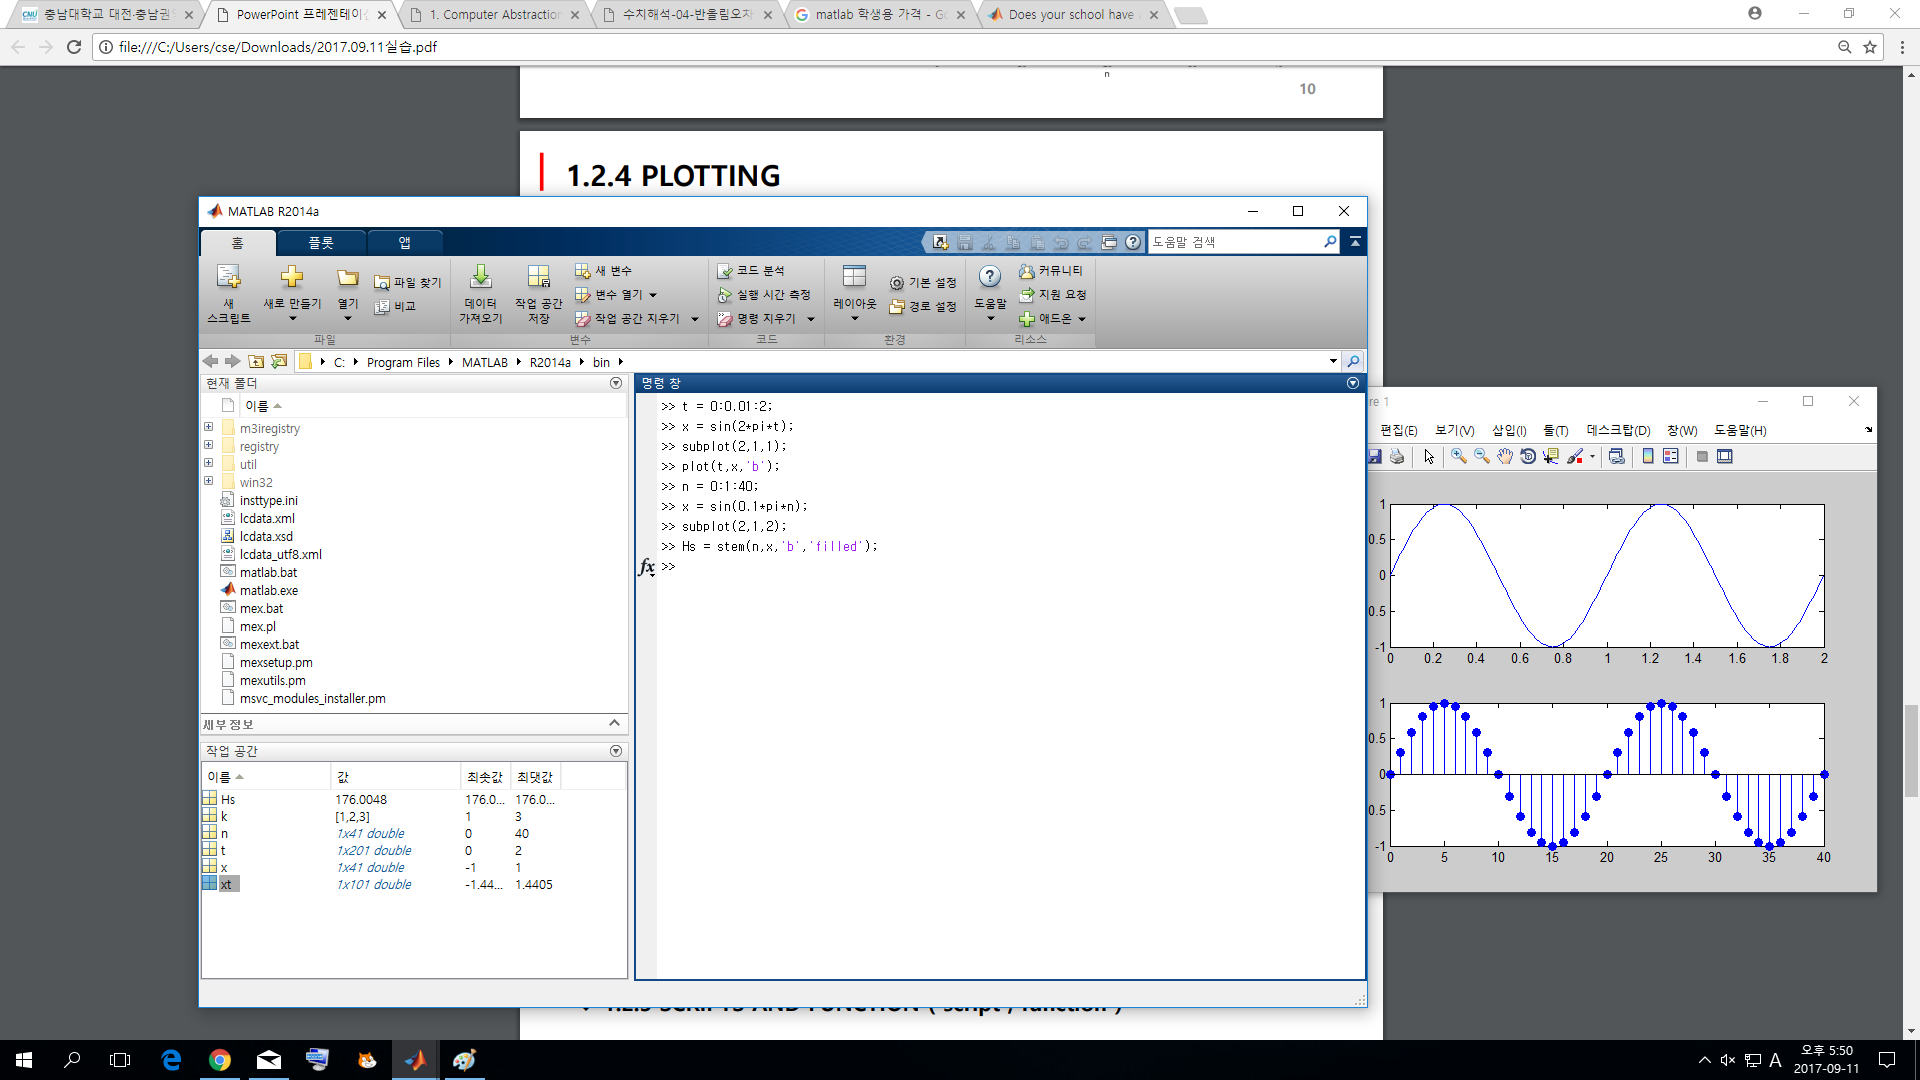 충남대학교 대전·충남권
PowerPoint 프레젠테이션
1. Computer Abstraction
수치해석-04-반올림오차
matlab 학생용 가격 - Go
Does your school have
file:///C:/Users/cse/Downloads/2017.09.11실습.pdf
n
10
1.2.4 PLOTTING
MATLAB R2014a
홈
플롯
앱
도움말 검색
새 스크립트
새로 만들기
열기
파일 찾기
비교
파일
데이터 가져오기
작업 공간 저장
새 변수
변수 열기
작업 공간 지우기
변수
코드 분석
실행 시간 측정
명령 지우기
코드
레이아웃
기본 설정
경로 설정
환경
도움말
커뮤니티
지원 요청
애드온
리소스
C: Program Files MATLAB R2014a bin
현재 폴더
이름
m3iregistry
registry
util
win32
insttype.ini
lcdata.xml
lcdata.xsd
lcdata_utf8.xml
matlab.bat
matlab.exe
mex.bat
mex.pl
mexext.bat
mexsetup.pm
mexutils.pm
msvc_modules_installer.pm
세부 정보
작업 공간
이름 값 최솟값 최댓값
Hs 176.0048 176.0... 176.0...
k [1,2,3] 1 3
n 1x41 double 0 40
t 1x201 double 0 2
x 1x41 double -1 1
xt 1x101 double -1.44... 1.4405
명령 창
>> t = 0:0.01:2;
>> x = sin(2*pi*t);
>> subplot(2,1,1);
>> plot(t,x,'b');
>> n = 0:1:40;
>> x = sin(0.1*pi*n);
>> subplot(2,1,2);
>> Hs = stem(n,x,'b','filled');
fx >>
re 1
편집(E) 보기(V) 삽입(I) 툴(T) 데스크탑(D) 창(W) 도움말(H)
1
0.5
0
0.5
-1
0 0.2 0.4 0.6 0.8 1 1.2 1.4 1.6 1.8 2
1
0.5
0
0.5
-1
0 5 10 15 20 25 30 35 40
1.2.5 SCRIPTS AND FUNCTION ( script , function )
A
오후 5:50
2017-09-11